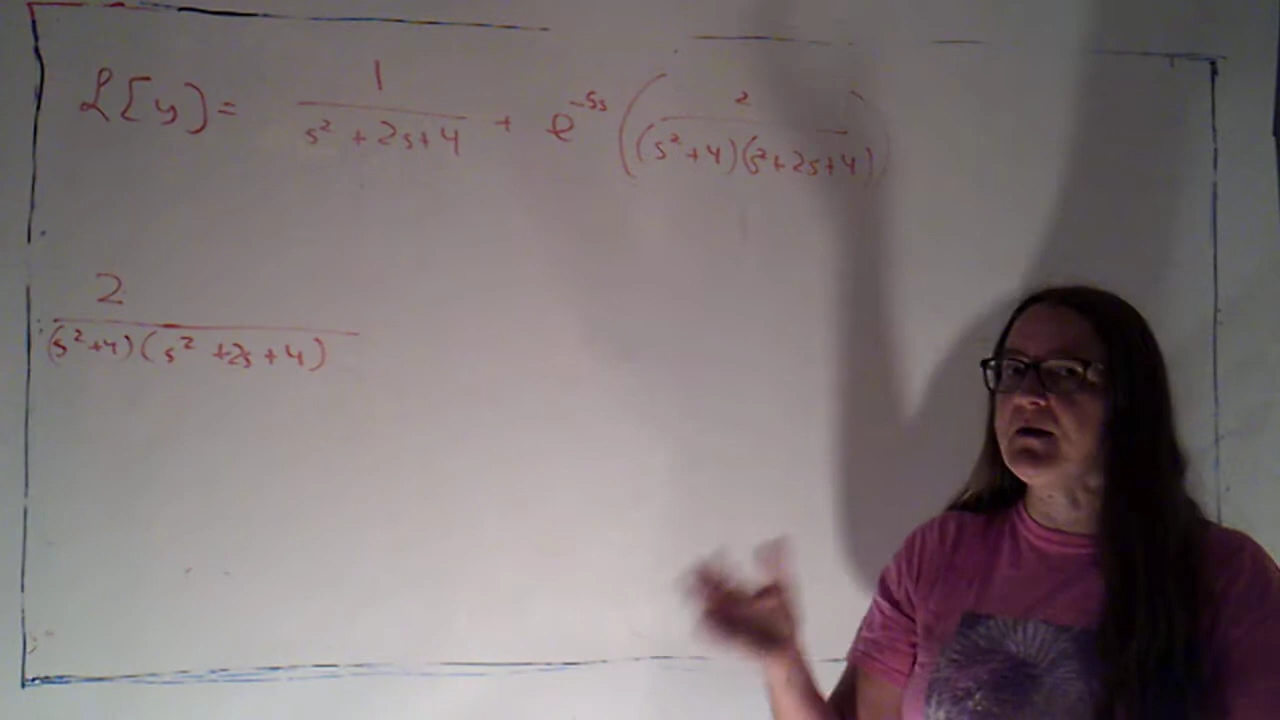 ℒ[y] = 1/(s² + 2s + 4) + e^(-5s) (2/((s² + 4)(s² + 2s + 4)))
2/((s² + 4)(s² + 2s + 4))